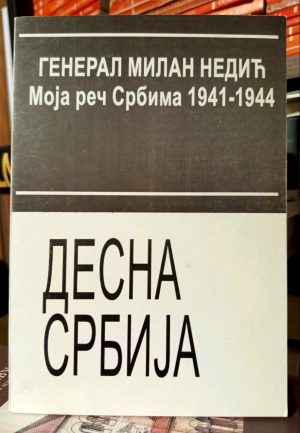 ГЕНЕРАЛ МИЛАН НЕДИЋ
Моја реч Србима 1941-1944
ДЕСНА
СРБИЈА